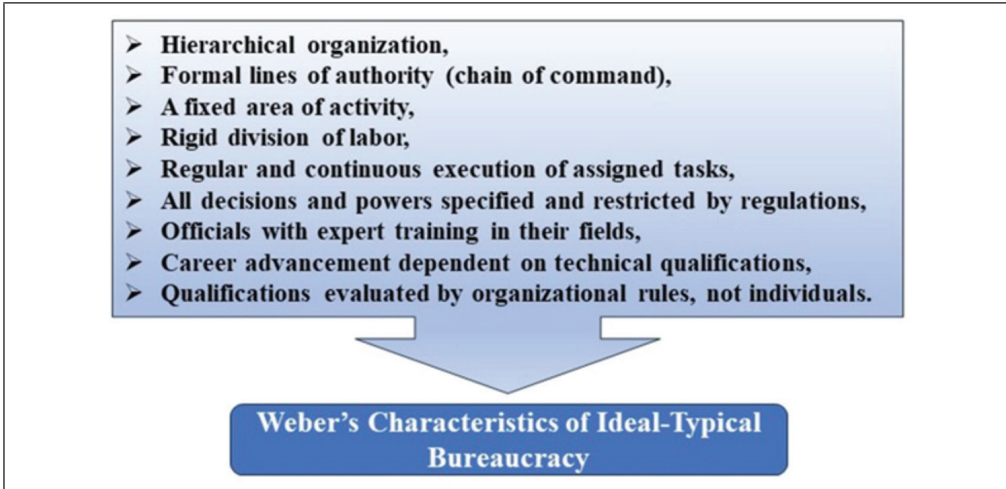 ➢ Hierarchical organization,
➢ Formal lines of authority (chain of command),
➢ A fixed area of activity,
➢ Rigid division of labor,
➢ Regular and continuous execution of assigned tasks,
➢ All decisions and powers specified and restricted by regulations,
➢ Officials with expert training in their fields,
➢ Career advancement dependent on technical qualifications,
➢ Qualifications evaluated by organizational rules, not individuals.
Weber’s Characteristics of Ideal-Typical
Bureaucracy